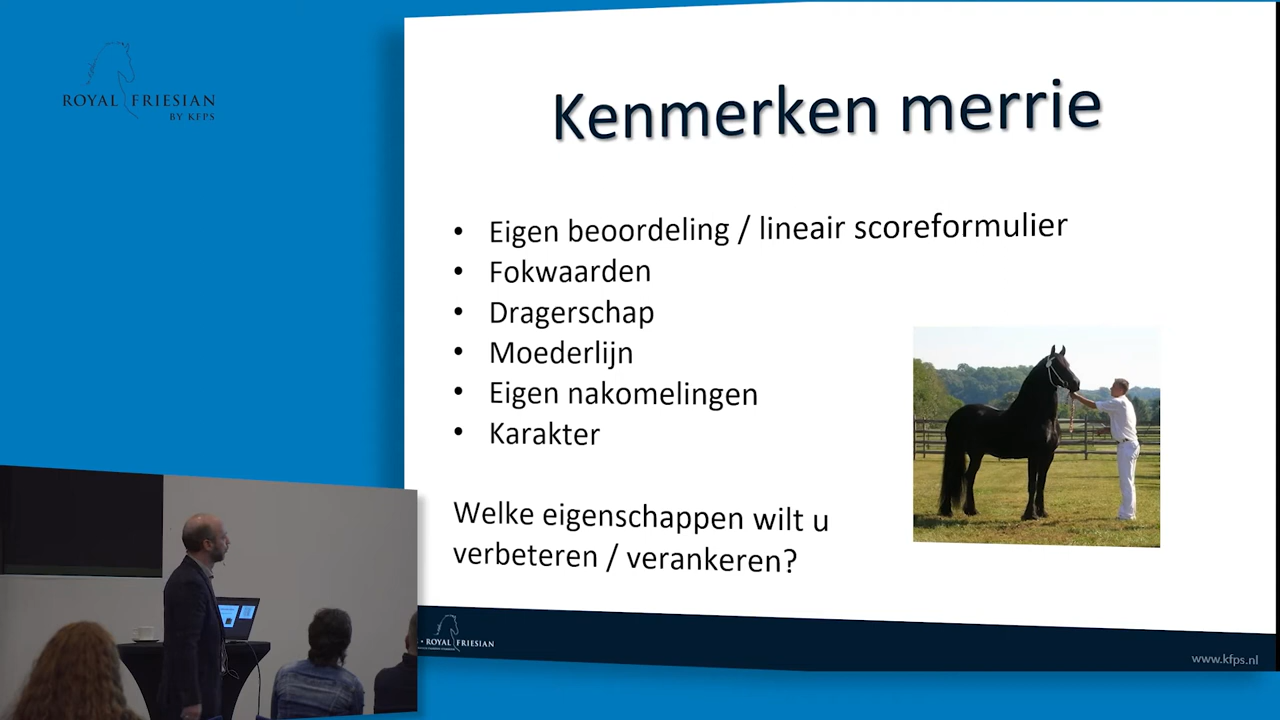 ROYAL FRIESIAN
BY KFPS
Kenmerken merrie
• Eigen beoordeling / lineair scoreformulier
• Fokwaarden
• Dragerschap
• Moederlijn
• Eigen nakomelingen
• Karakter
Welke eigenschappen wilt u
verbeteren / verankeren?
ROYAL FRIESIAN
www.kfps.nl